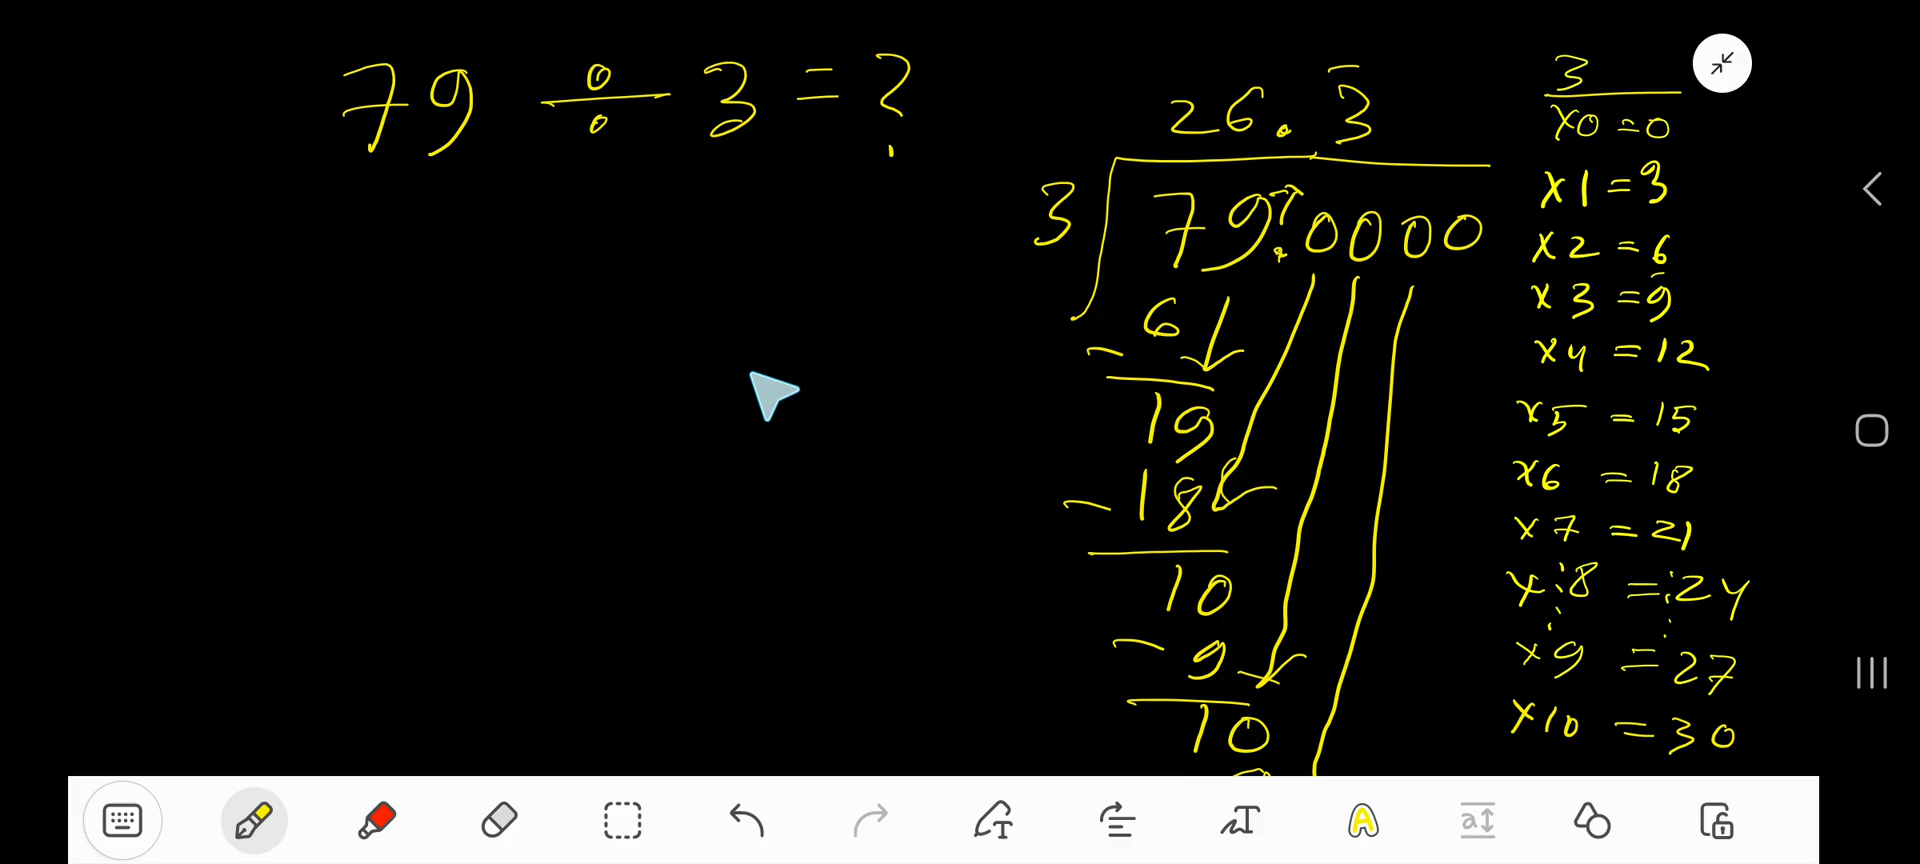 79 ÷ 3 = ?
26.3̅
3 79.0000
6
-
19
- 18
10
- 9
10
3
x0 = 0
x1 = 3
x2 = 6
x3 = 9
x4 = 12
x5 = 15
x6 = 18
x7 = 21
x8 = 24
x9 = 27
x10 = 30
T
T
A
a